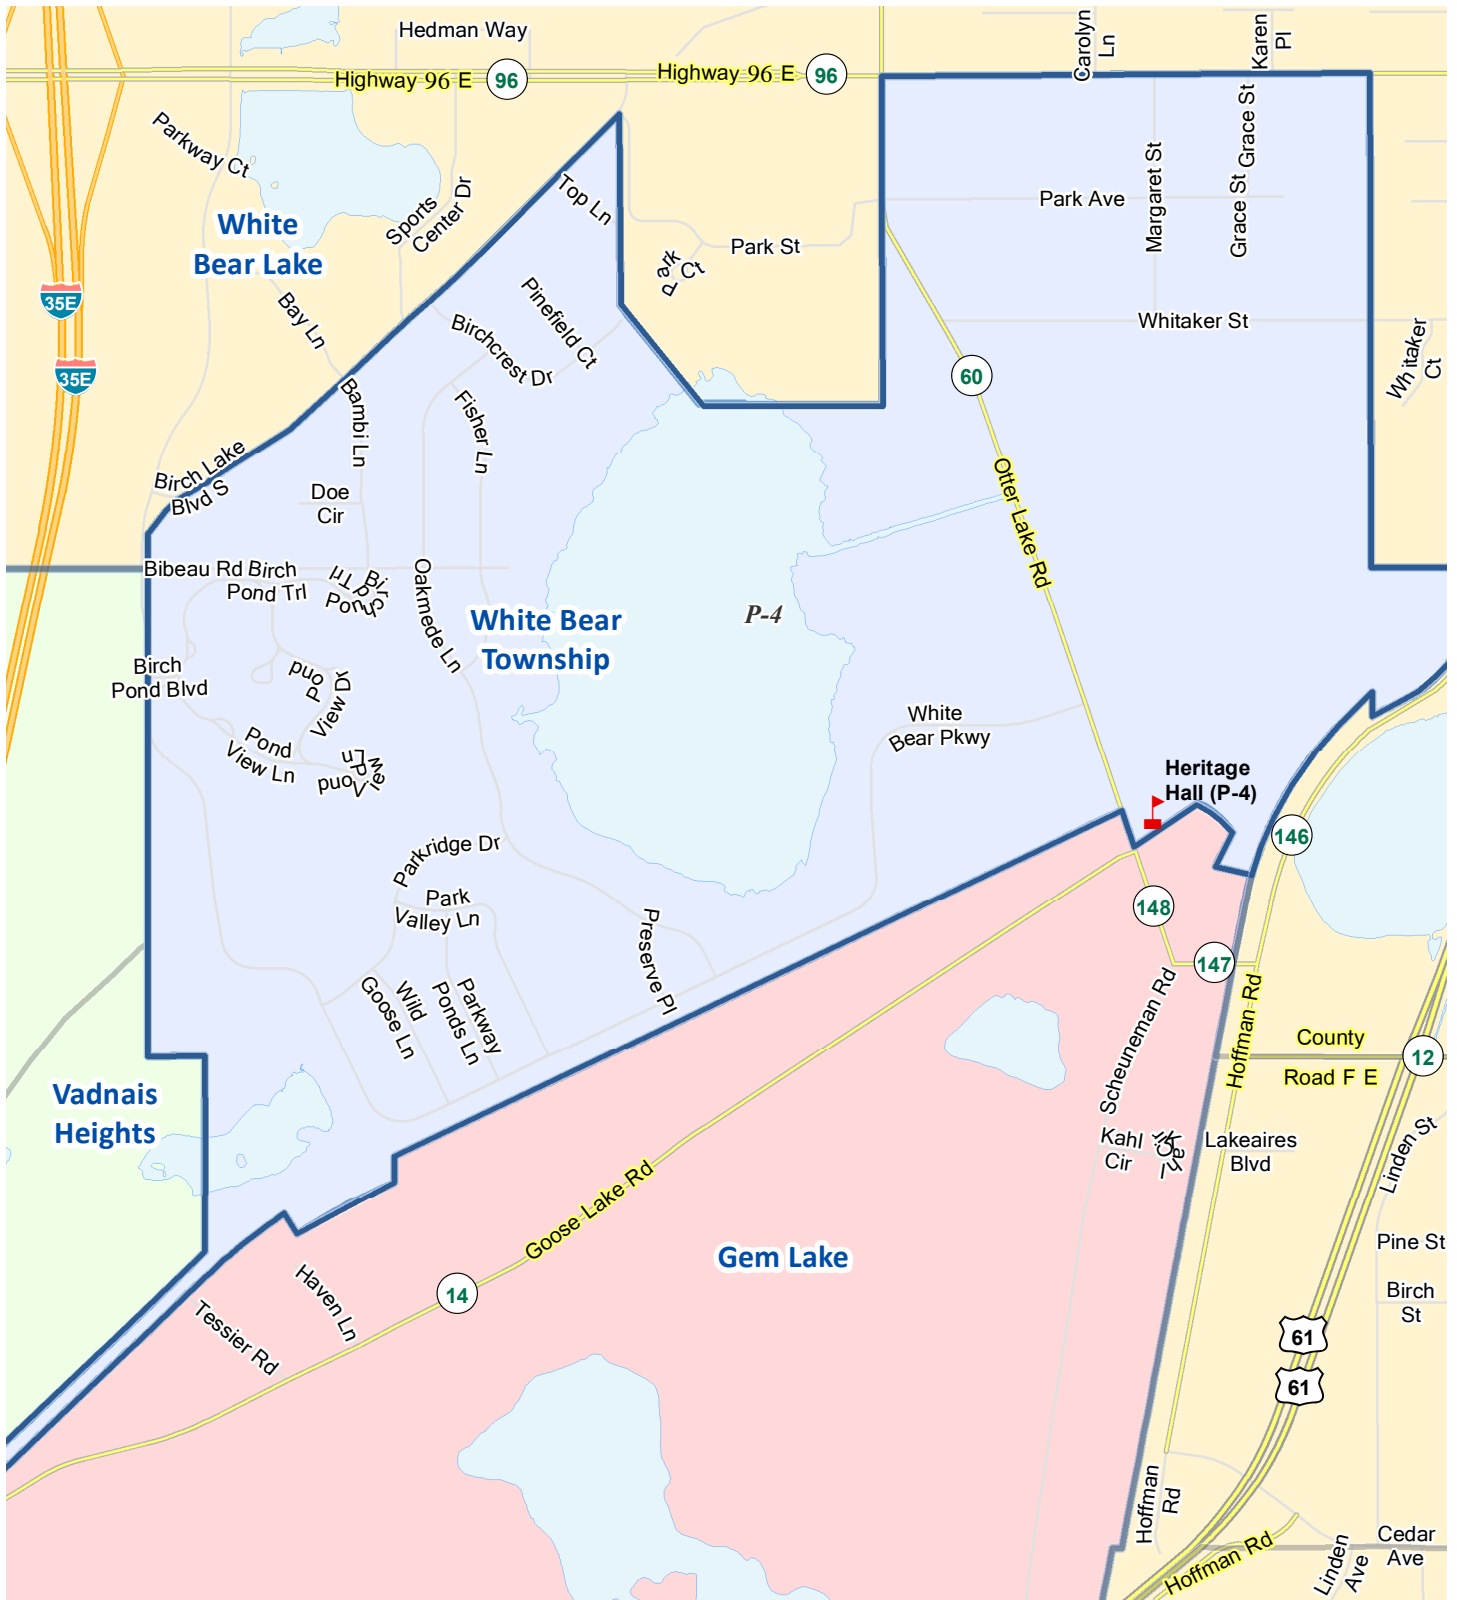 Hedman Way
Carolyn
Ln
Karen
Pl
Highway 96 E
96
Highway 96 E
96
Parkway Ct
Sports
Center Dr
Top Ln
Grace St
Margaret St
Grace St
Park Ave
White
Bear Lake
Park St
Park
Ct
35E
Bay Ln
Pinefield Ct
Birchcrest Dr
Whitaker St
Whitaker
Ct
35E
60
Bambi Ln
Fisher Ln
Birch Lake
Blvd S
Doe
Cir
Otter Lake Rd
Bibeau Rd
Birch
Pond Trl
Birch
Pond Trl
Oakmede Ln
White Bear
Township
P-4
Birch
Pond Blvd
Pond
View Dr
Pond
View Ln
Pond
View Ln
White
Bear Pkwy
Heritage
Hall (P-4)
146
Parkridge Dr
Park
Valley Ln
148
Preserve Pl
147
Goose Ln
Wild
Ponds Ln
Parkway
Scheuneman Rd
Hoffman Rd
County
Road F E
12
Vadnais
Heights
Kahl
Cir
Kahl
Cir
Lakeaires
Blvd
Linden St
Goose Lake Rd
Gem Lake
Pine St
Haven Ln
14
Birch
St
Tessier Rd
61
61
Hoffman
Rd
Hoffman Rd
Linden
Ave
Cedar
Ave